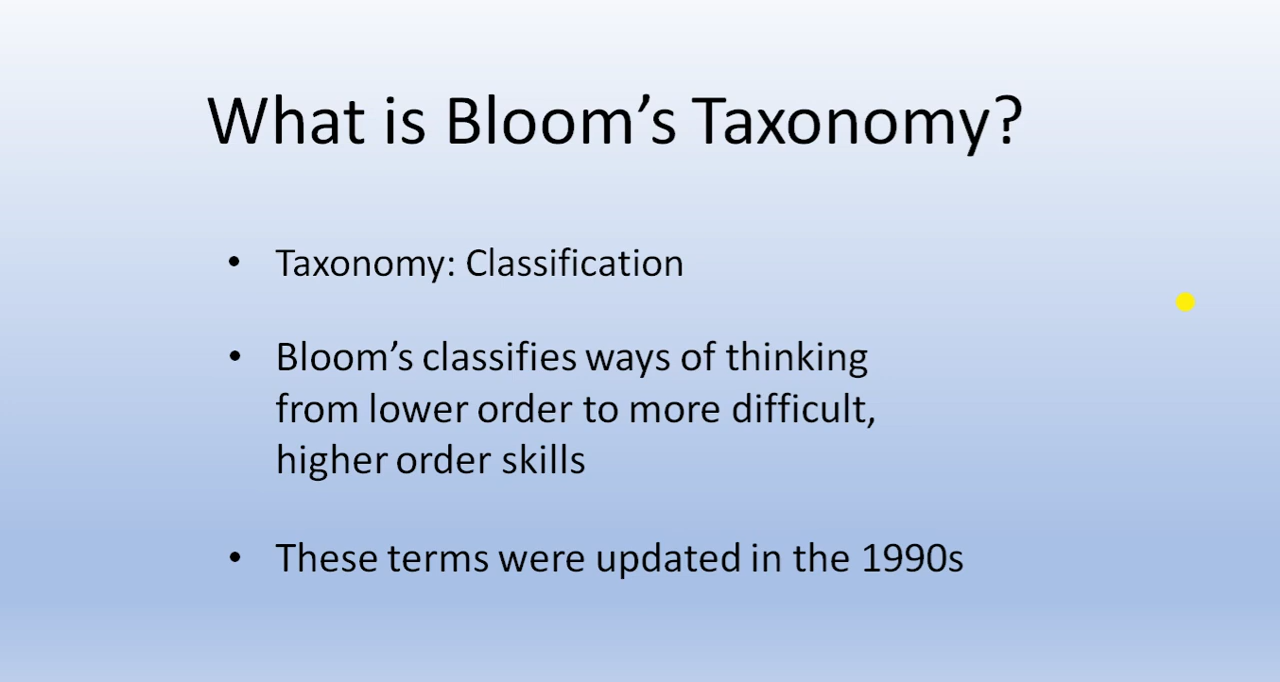 What is Bloom’s Taxonomy?
• Taxonomy: Classification
• Bloom’s classifies ways of thinking
from lower order to more difficult,
higher order skills
• These terms were updated in the 1990s